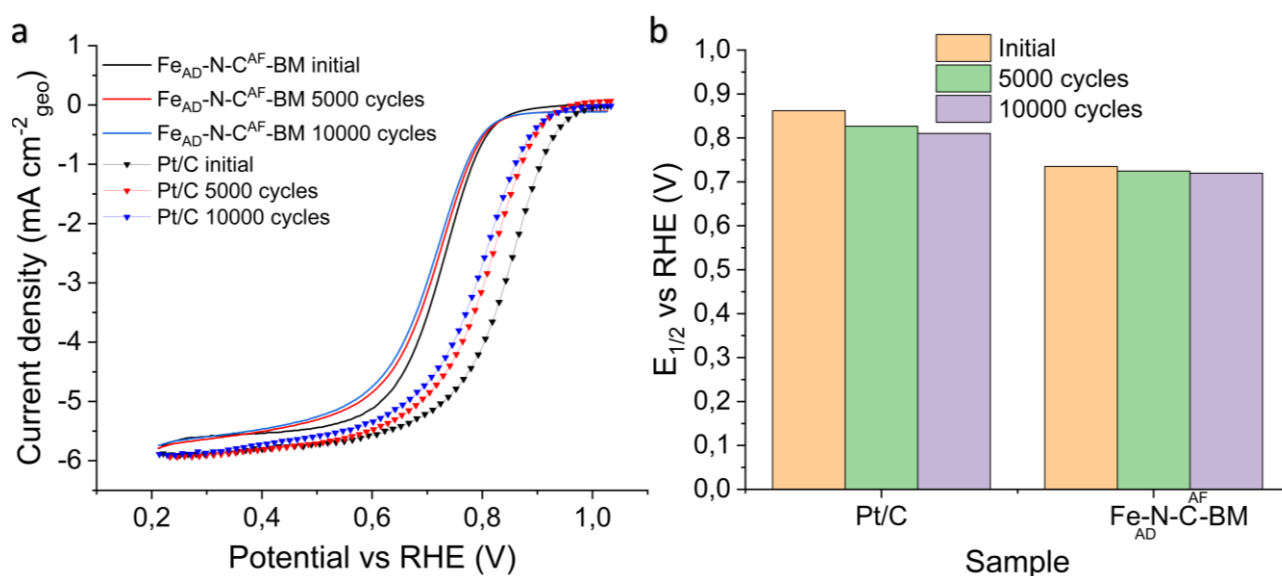 a
1
0
-1
-2
-3
-4
-5
-6
Current density (mA cm⁻²geo)
FeAD-N-CAF-BM initial
FeAD-N-CAF-BM 5000 cycles
FeAD-N-CAF-BM 10000 cycles
Pt/C initial
Pt/C 5000 cycles
Pt/C 10000 cycles
0,2 0,4 0,6 0,8 1,0
Potential vs RHE (V)
b
1,0
0,9
0,8
0,7
0,6
0,5
0,4
0,3
0,2
0,1
0,0
E1/2 vs RHE (V)
Initial
5000 cycles
10000 cycles
Pt/C FeAD-N-CAF-BM
Sample